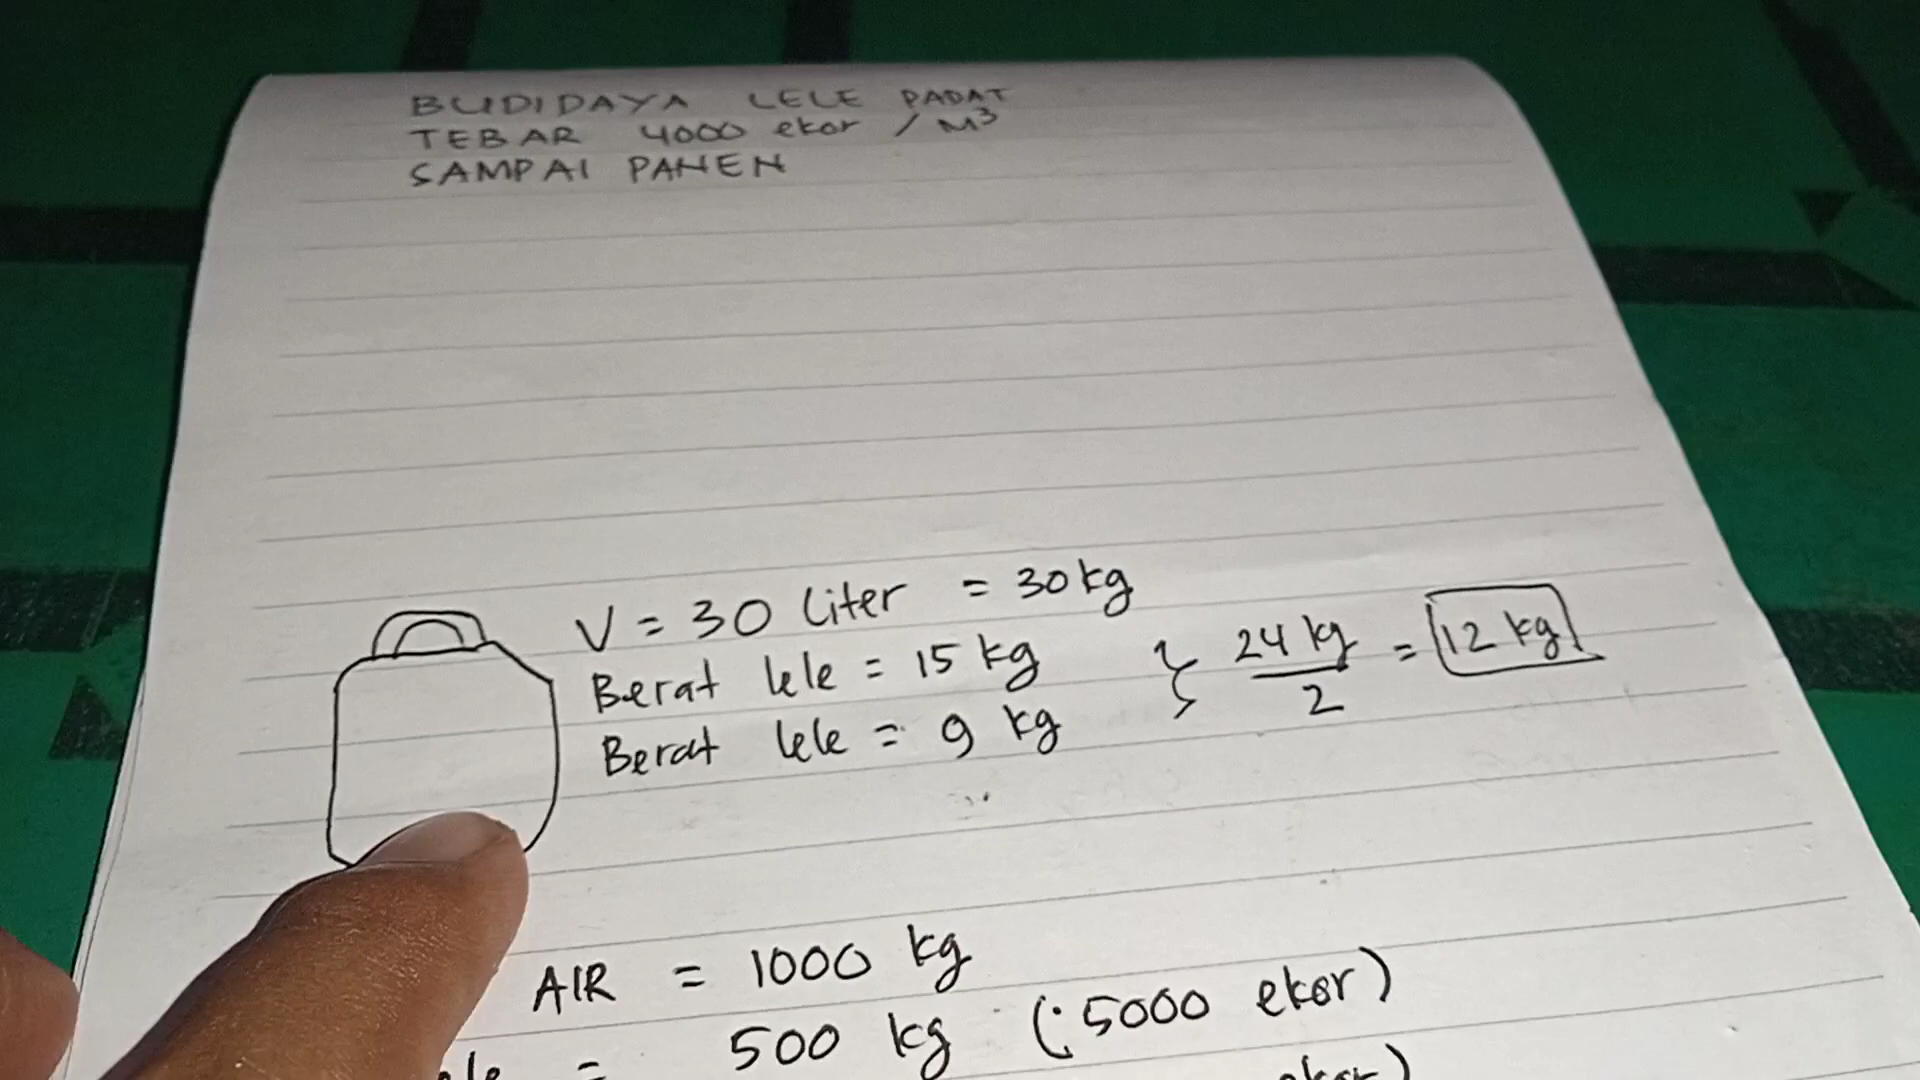 BUDIDAYA LELE PADAT
TEBAR 4000 ekor / M³
SAMPAI PANEN
V = 30 Liter = 30 kg
Berat lele = 15 kg
Berat lele = 9 kg
} 24 kg / 2 = 12 kg
AIR = 1000 kg
= 500 kg (: 5000 ekor)
ekor)